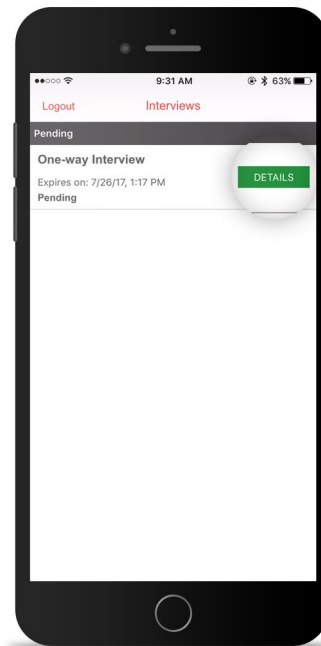 9:31 AM 63%
Logout Interviews
Pending
One-way Interview
Expires on: 7/26/17, 1:17 PM
Pending
DETAILS